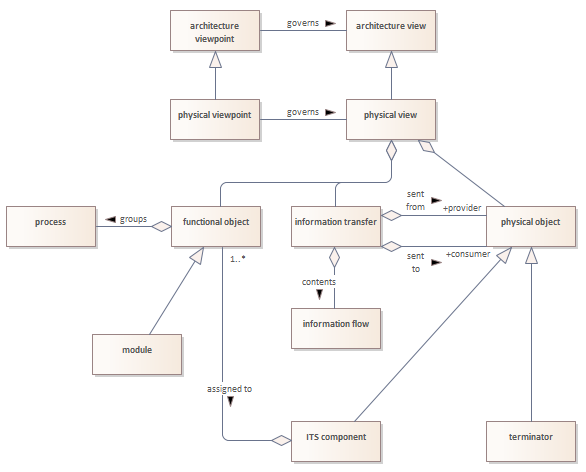 architecture
viewpoint
governs
architecture view
physical viewpoint
governs
physical view
process
groups
functional object
information transfer
sent
from
+provider
physical object
1..*
sent
to
+consumer
contents
information flow
module
assigned to
ITS component
terminator